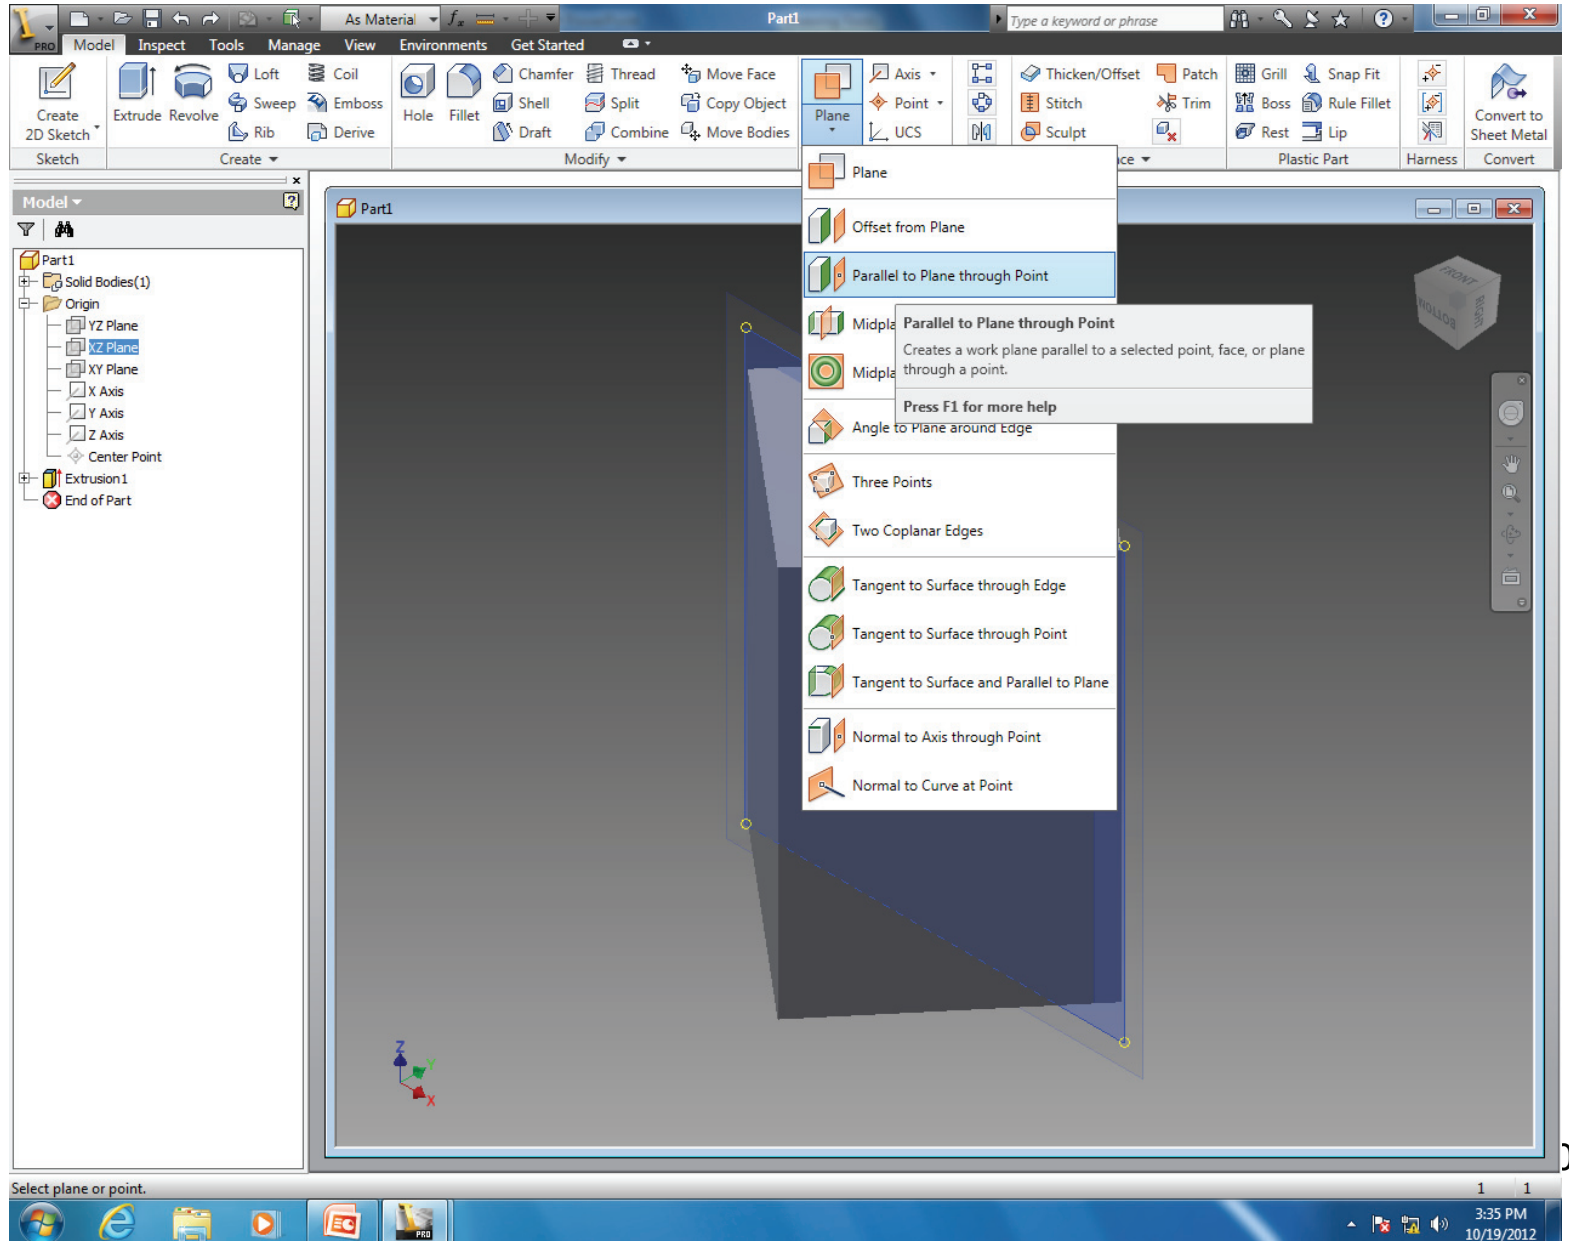 As Material
Part1
Type a keyword or phrase
PRO Model Inspect Tools Manage View Environments Get Started
Create 2D Sketch
Extrude Revolve
Loft
Sweep
Rib
Coil
Emboss
Derive
Hole Fillet
Chamfer
Shell
Draft
Thread
Split
Combine
Move Face
Copy Object
Move Bodies
Plane
Axis
Point
UCS
Thicken/Offset
Stitch
Sculpt
Patch
Trim
Grill
Boss
Rest
Snap Fit
Rule Fillet
Lip
Convert to
Sheet Metal
Sketch Create Modify Plastic Part Harness Convert
Model
Part1
Solid Bodies(1)
Origin
YZ Plane
XZ Plane
XY Plane
X Axis
Y Axis
Z Axis
Center Point
Extrusion1
End of Part
Part1
Plane
Offset from Plane
Parallel to Plane through Point
Midpla
Midpla
Parallel to Plane through Point
Creates a work plane parallel to a selected point, face, or plane
through a point.
Press F1 for more help
Angle to Plane around Edge
Three Points
Two Coplanar Edges
Tangent to Surface through Edge
Tangent to Surface through Point
Tangent to Surface and Parallel to Plane
Normal to Axis through Point
Normal to Curve at Point
FRONT
RIGHT
BOTTOM
Z
Y
X
Select plane or point.
1 1
PRO
3:35 PM
10/19/2012